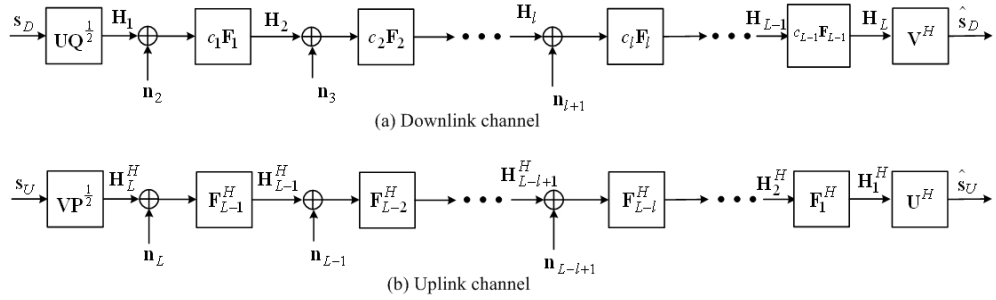 s_D UQ^{1/2} H_1 c_1F_1 H_2 c_2F_2 H_l c_lF_l H_{L-1} c_{L-1}F_{L-1} H_L V^H ŝ_D
n_2 n_3 n_{l+1}
(a) Downlink channel
s_U VP^{1/2} H_L^H F_{L-1}^H H_{L-1}^H F_{L-2}^H H_{L-l+1}^H F_{L-l}^H H_2^H F_1^H H_1^H U^H ŝ_U
n_L n_{L-1} n_{L-l+1}
(b) Uplink channel